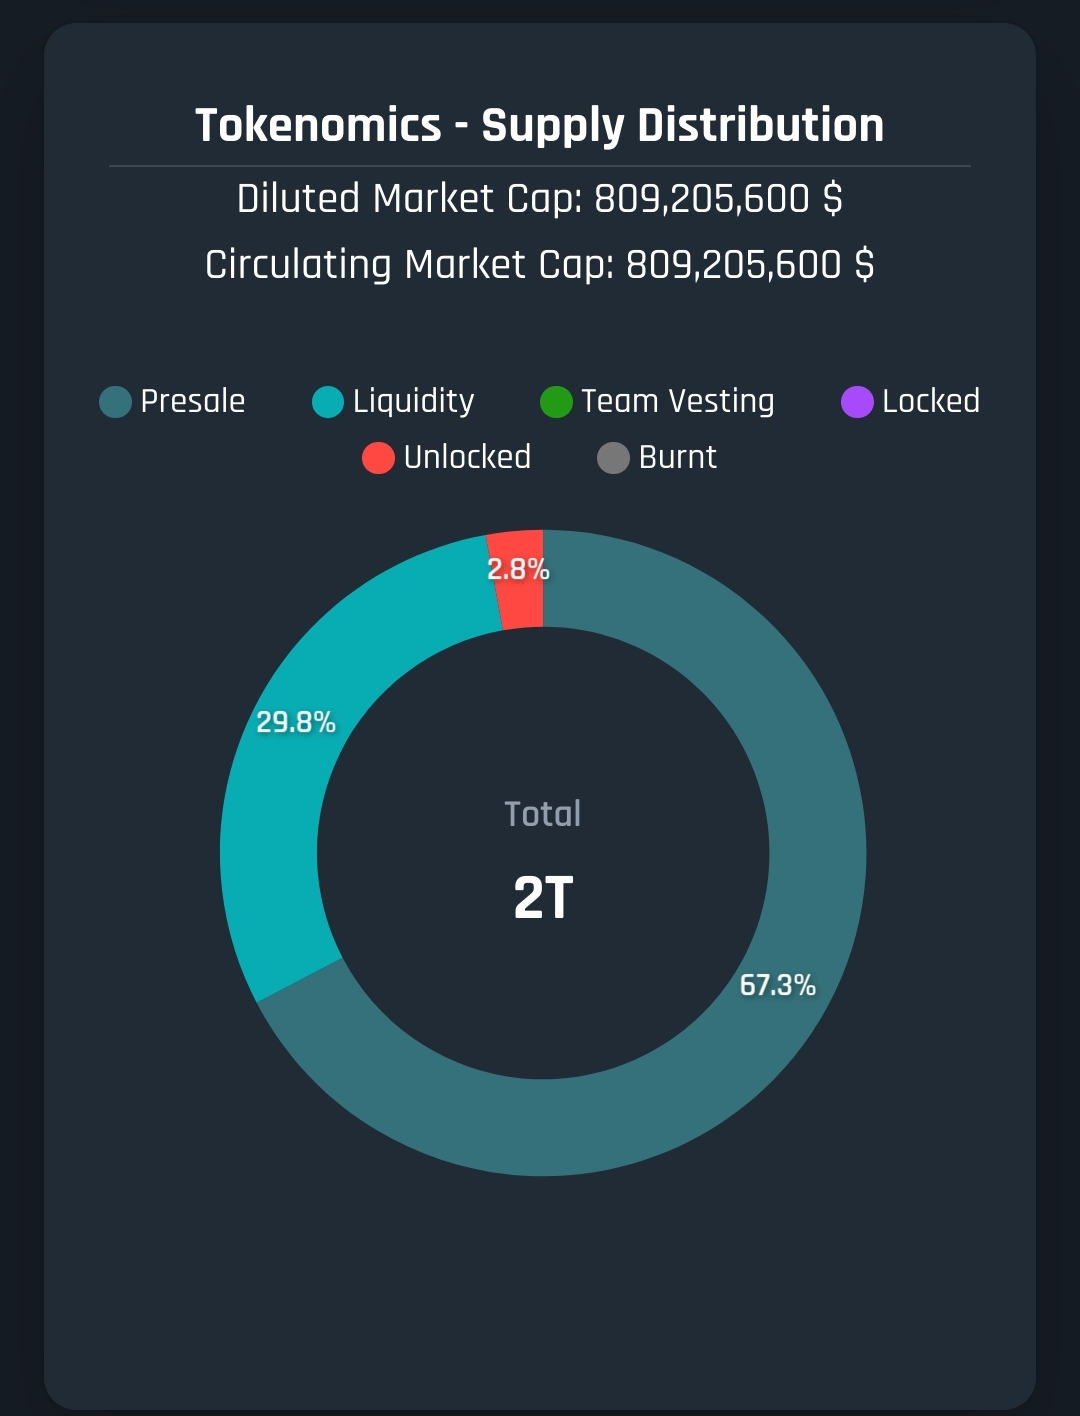 Tokenomics - Supply Distribution
Diluted Market Cap: 809,205,600 $
Circulating Market Cap: 809,205,600 $
Presale Liquidity Team Vesting Locked
Unlocked Burnt
2.8%
29.8%
Total
2T
67.3%